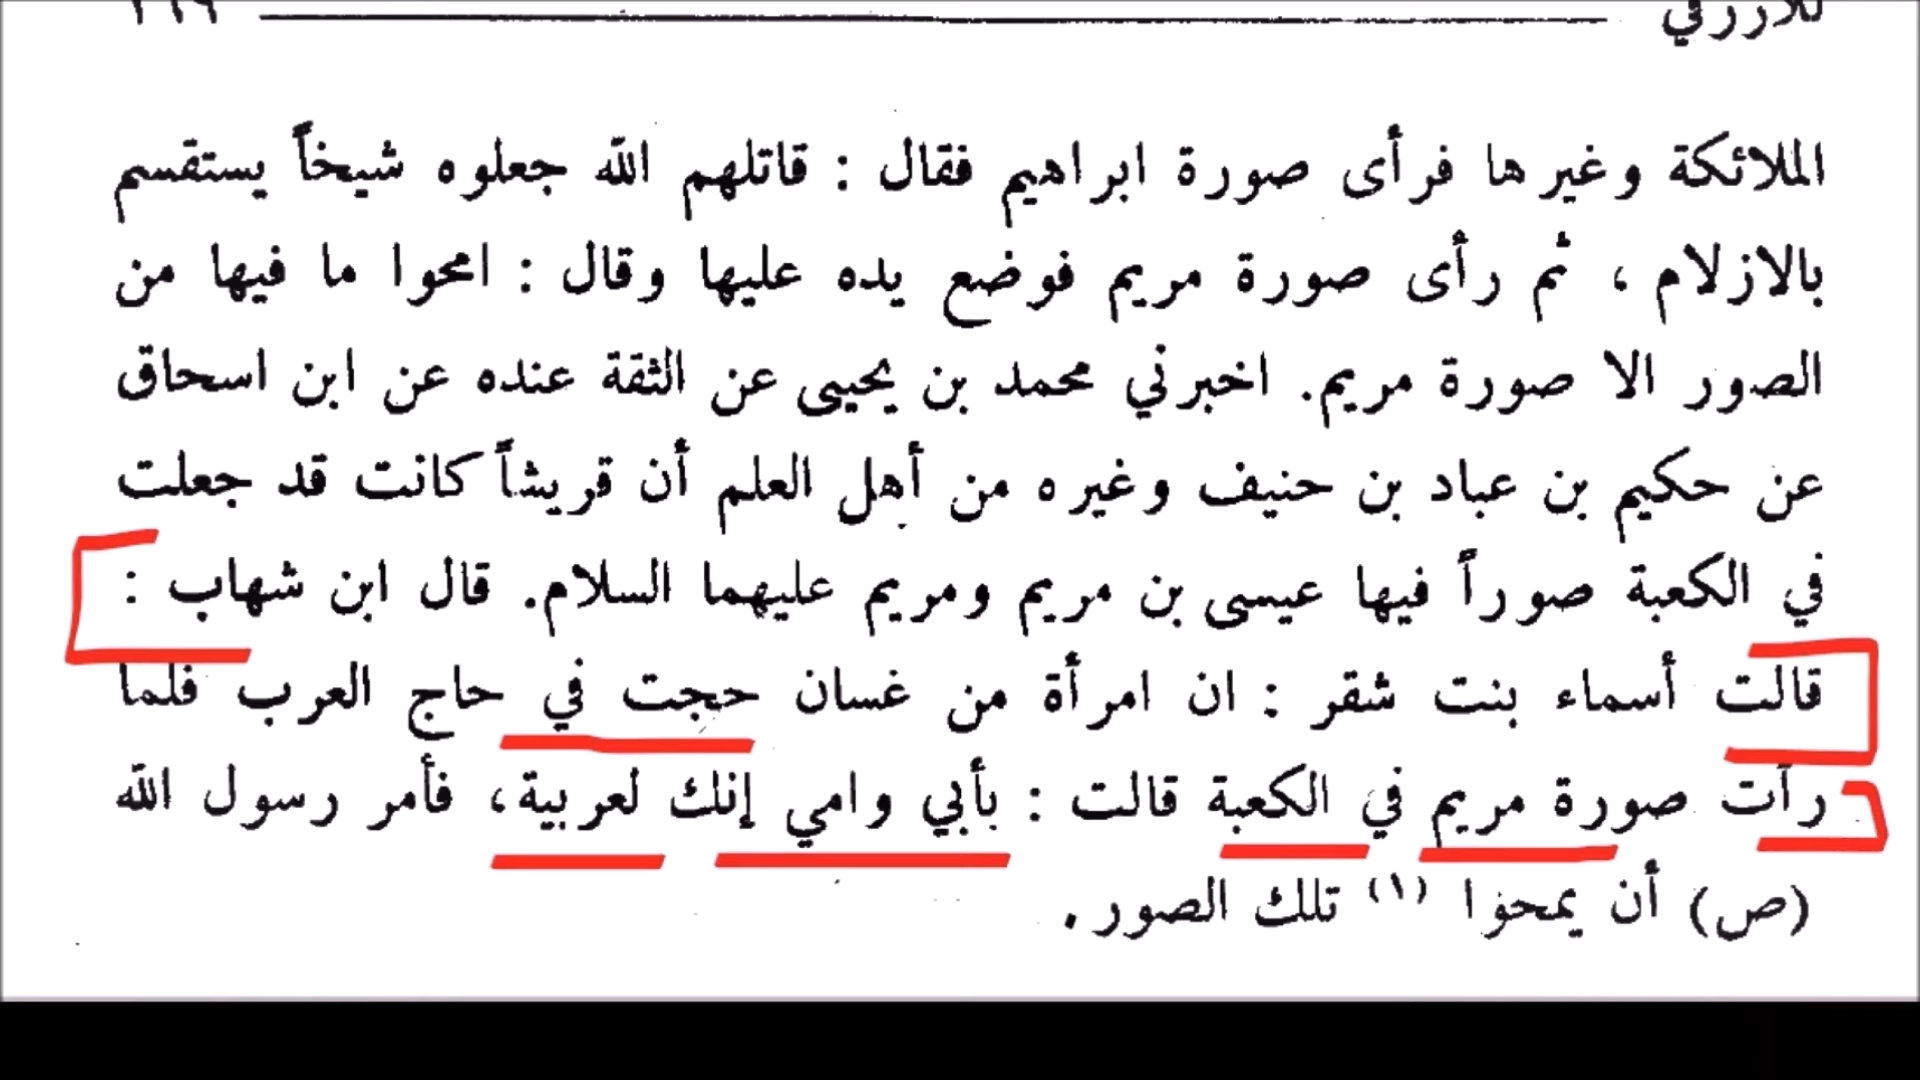 للازرقي
الملائكة وغيرها فرأى صورة ابراهيم فقال : قاتلهم الله جعلوه شيخاً يستقسم
بالازلام ، ثم رأى صورة مريم فوضع يده عليها وقال : امحوا ما فيها من
الصور الا صورة مريم. اخبرني محمد بن يحيى عن الثقة عنده عن ابن اسحاق
عن حكيم بن عباد بن حنيف وغيره من أهل العلم أن قريشاً كانت قد جعلت
في الكعبة صوراً فيها عيسى بن مريم ومريم عليهما السلام. قال ابن شهاب :
قالت أسماء بنت شقر : ان امرأة من غسان حجت في حاج العرب فلما
رأت صورة مريم في الكعبة قالت : بأبي وامي إنك لعربية، فأمر رسول الله
(ص) أن يمحوا (١) تلك الصور .